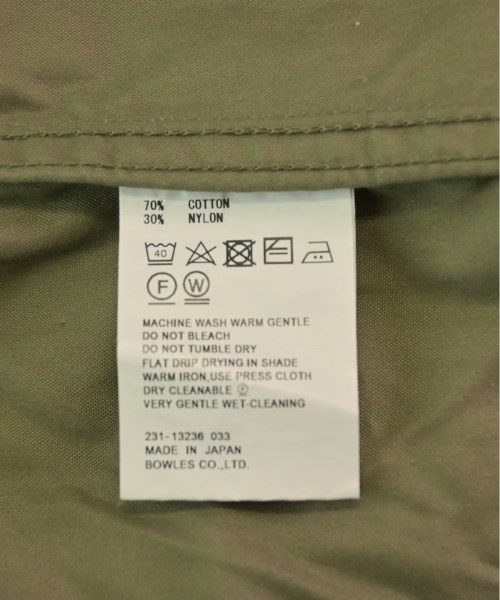 70% COTTON
30% NYLON
40
F W
MACHINE WASH WARM GENTLE
DO NOT BLEACH
DO NOT TUMBLE DRY
FLAT DRIP DRYING IN SHADE
WARM IRON,USE PRESS CLOTH
DRY CLEANABLE Ⓕ
VERY GENTLE WET-CLEANING
231-13236 033
MADE IN JAPAN
BOWLES CO.,LTD.